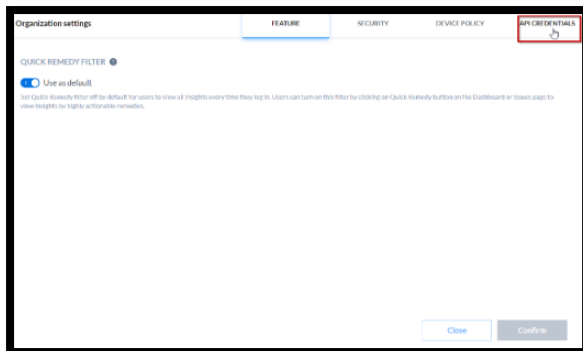 Organization settings
FEATURE
SECURITY
DEVICE POLICY
API CREDENTIALS
QUICK REMEDY FILTER
Use as default
Set Quick Remedy filter off by default for users to view all insights every time they log in. Users can turn on this filter by clicking on Quick Remedy button on the Dashboard or Issues page to
view insights by highly actionable remedies.
Close
Confirm